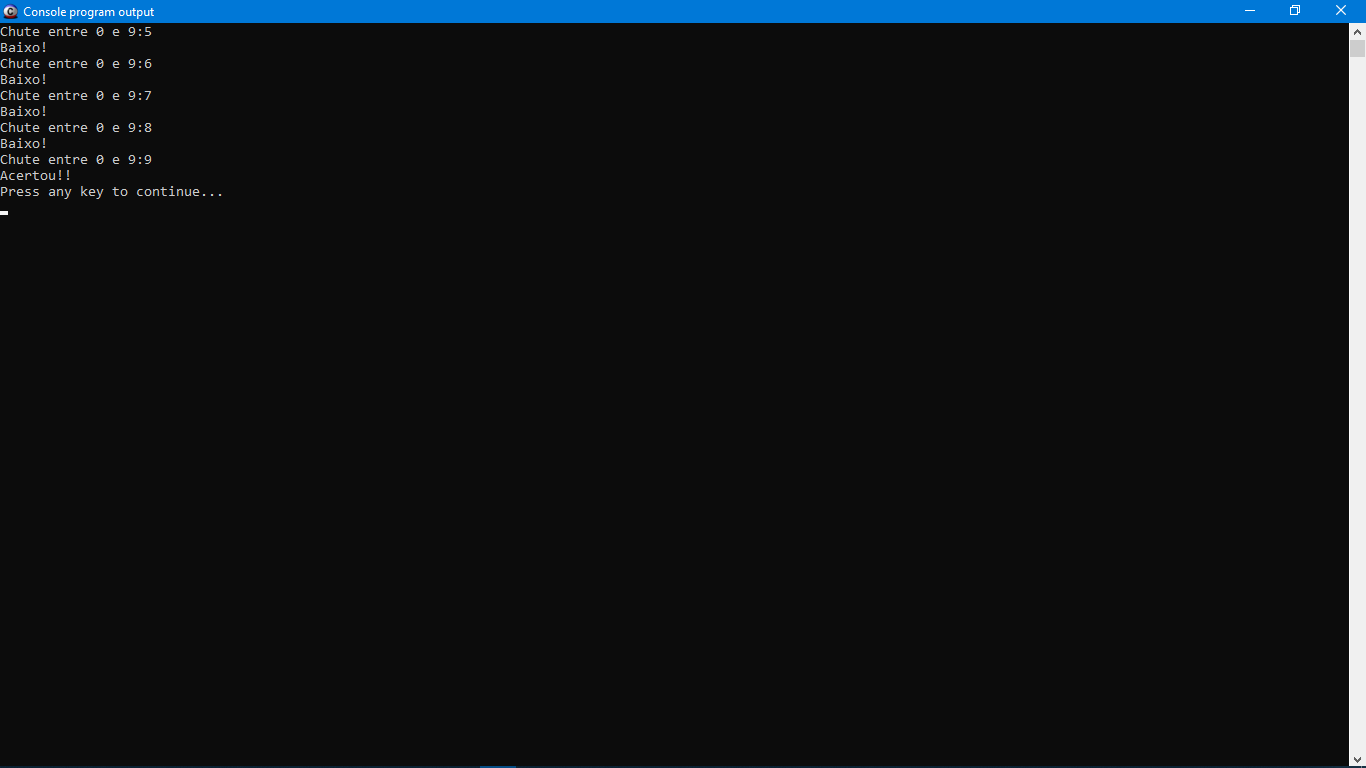 Console program output
Chute entre 0 e 9:5
Baixo!
Chute entre 0 e 9:6
Baixo!
Chute entre 0 e 9:7
Baixo!
Chute entre 0 e 9:8
Baixo!
Chute entre 0 e 9:9
Acertou!!
Press any key to continue...